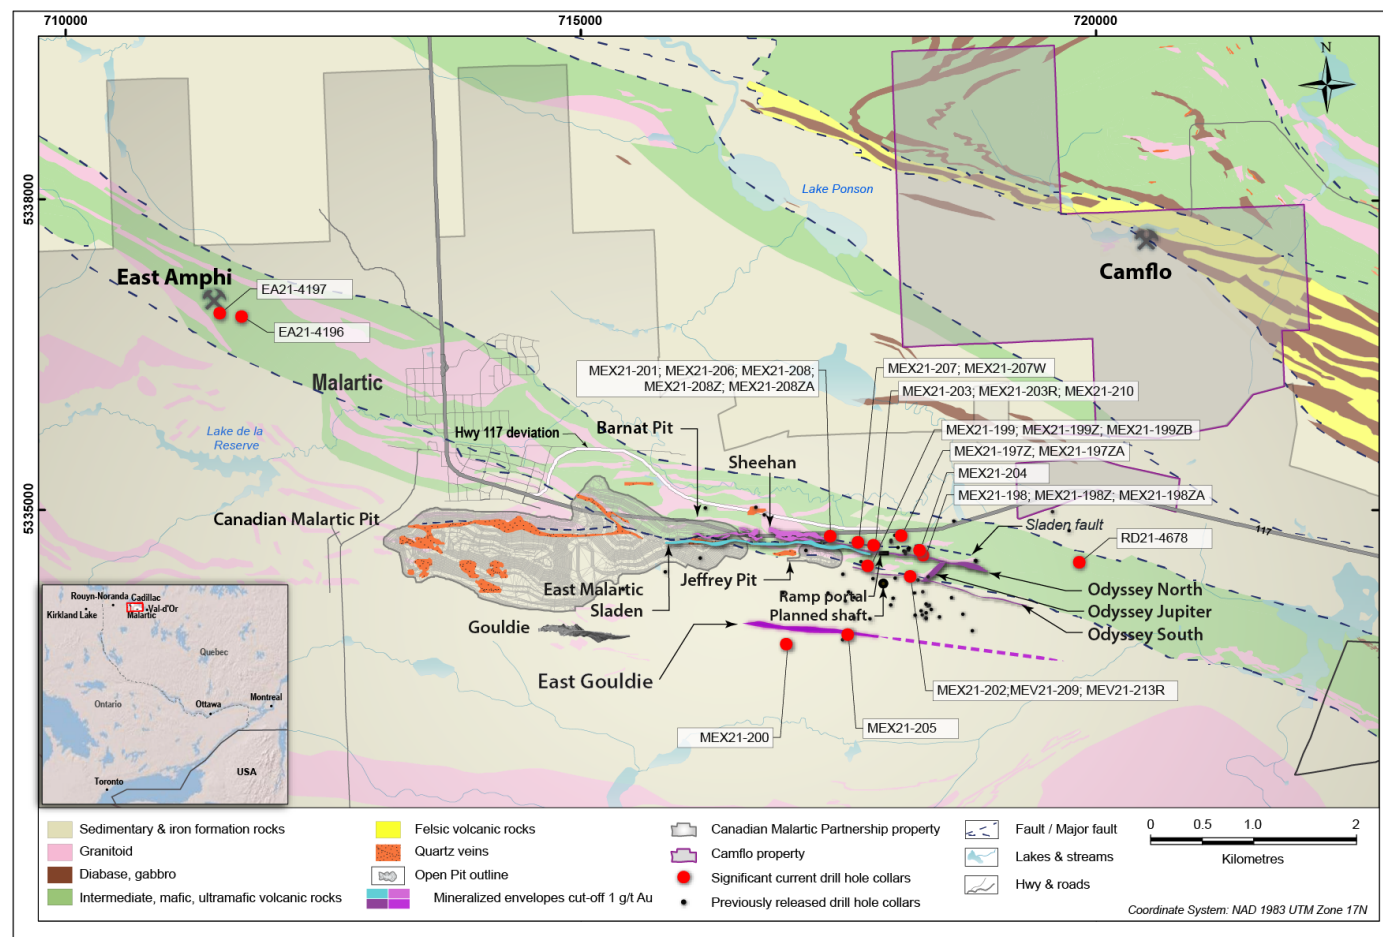 710000
715000
720000
5338000
5335000
N
Lake Ponson
East Amphi
EA21-4197
EA21-4196
Camflo
Malartic
Lake de la
Reserve
MEX21-201; MEX21-206; MEX21-208;
MEX21-208Z; MEX21-208ZA
MEX21-207; MEX21-207W
MEX21-203; MEX21-203R; MEX21-210
MEX21-199; MEX21-199Z; MEX21-199ZB
MEX21-197Z; MEX21-197ZA
MEX21-204
MEX21-198; MEX21-198Z; MEX21-198ZA
Hwy 117 deviation
Barnat Pit
Sheehan
Canadian Malartic Pit
Sladen fault
117
RD21-4678
East Malartic
Sladen
Jeffrey Pit
Ramp portal
Planned shaft
Odyssey North
Odyssey Jupiter
Odyssey South
Gouldie
East Gouldie
MEX21-202;MEV21-209; MEV21-213R
MEX21-205
MEX21-200
Rouyn-Noranda
Cadillac
Kirkland Lake
Malartic
Val-d'Or
Quebec
Ontario
Ottawa
Montreal
Toronto
USA
Sedimentary & iron formation rocks
Granitoid
Diabase, gabbro
Intermediate, mafic, ultramafic volcanic rocks
Felsic volcanic rocks
Quartz veins
Open Pit outline
Mineralized envelopes cut-off 1 g/t Au
Canadian Malartic Partnership property
Camflo property
Significant current drill hole collars
Previously released drill hole collars
Fault / Major fault
Lakes & streams
Hwy & roads
0 0.5 1.0 2
Kilometres
Coordinate System: NAD 1983 UTM Zone 17N